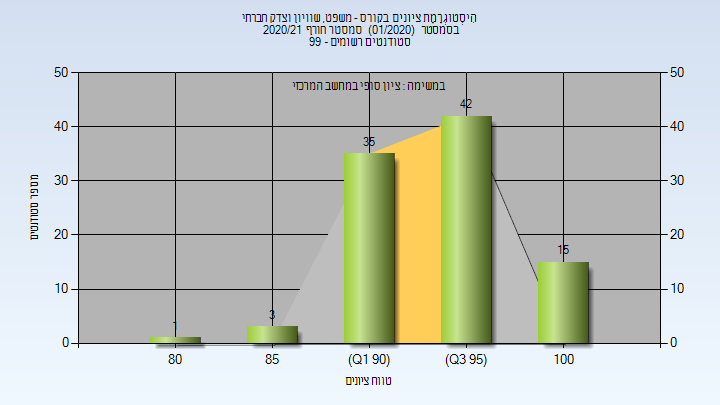 היסטוגרמת ציונים בקורס - משפט, שוויון וצדק חברתי
בסמסטר (01/2020) סמסטר חורף 2020/21
סטודנטים רשומים - 99
במשימה : ציון סופי במחשב המרכזי
50 50
40 40
30 30
20 20
10 10
0 0
1 3 35 42 15
80 85 (Q1 90) (Q3 95) 100
מספר סטודנטים
טווח ציונים